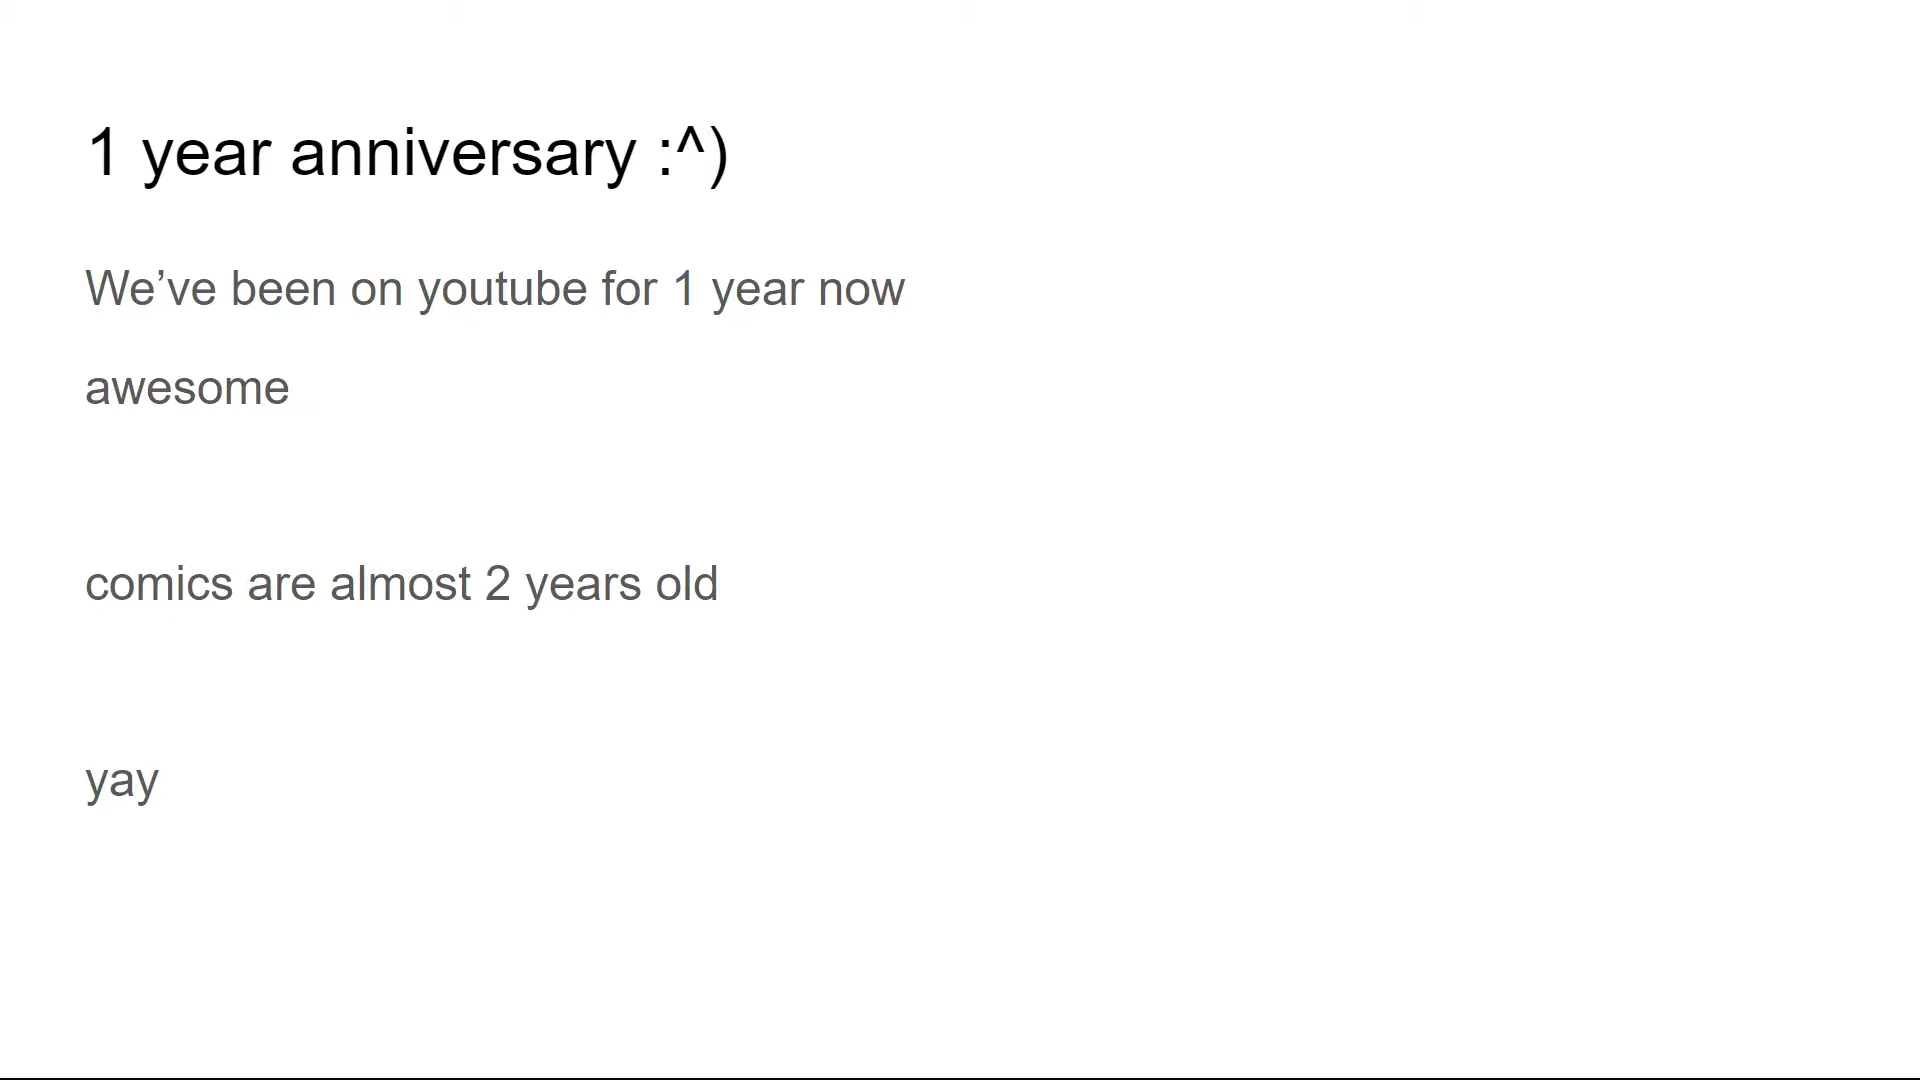 1 year anniversary :^)
We’ve been on youtube for 1 year now
awesome
comics are almost 2 years old
yay